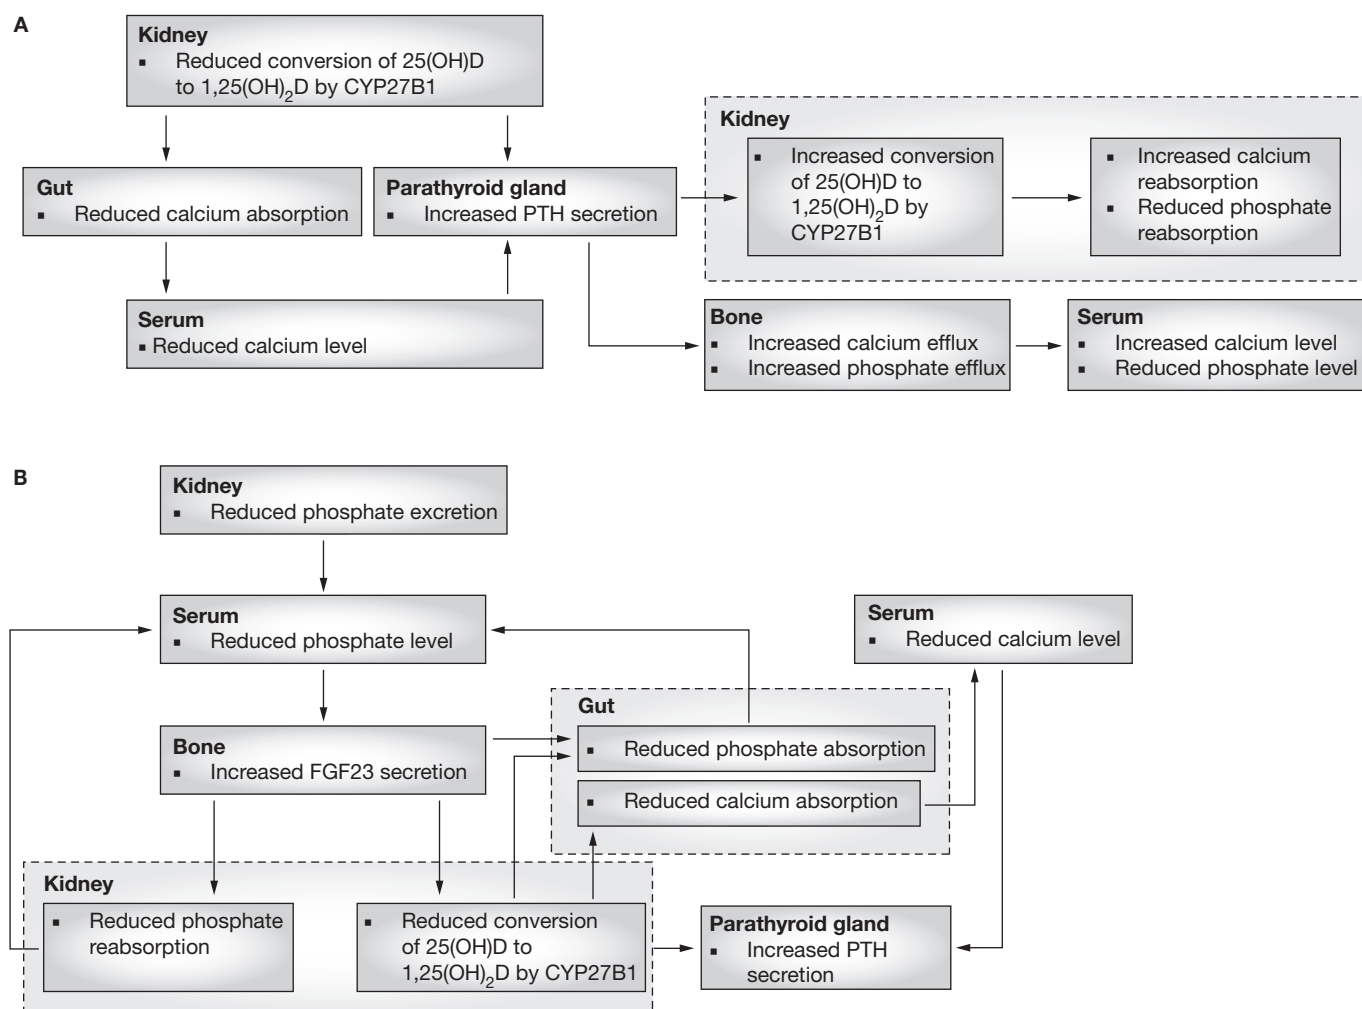 A
Kidney
▪ Reduced conversion of 25(OH)D
to 1,25(OH)₂D by CYP27B1
Gut
▪ Reduced calcium absorption
Parathyroid gland
▪ Increased PTH secretion
Serum
▪ Reduced calcium level
Kidney
▪ Increased conversion
of 25(OH)D to
1,25(OH)₂D by
CYP27B1
▪ Increased calcium
reabsorption
▪ Reduced phosphate
reabsorption
Bone
▪ Increased calcium efflux
▪ Increased phosphate efflux
Serum
▪ Increased calcium level
▪ Reduced phosphate level
B
Kidney
▪ Reduced phosphate excretion
Serum
▪ Reduced phosphate level
Bone
▪ Increased FGF23 secretion
Gut
▪ Reduced phosphate absorption
▪ Reduced calcium absorption
Serum
▪ Reduced calcium level
Kidney
▪ Reduced phosphate
reabsorption
▪ Reduced conversion
of 25(OH)D to
1,25(OH)₂D by CYP27B1
Parathyroid gland
▪ Increased PTH
secretion